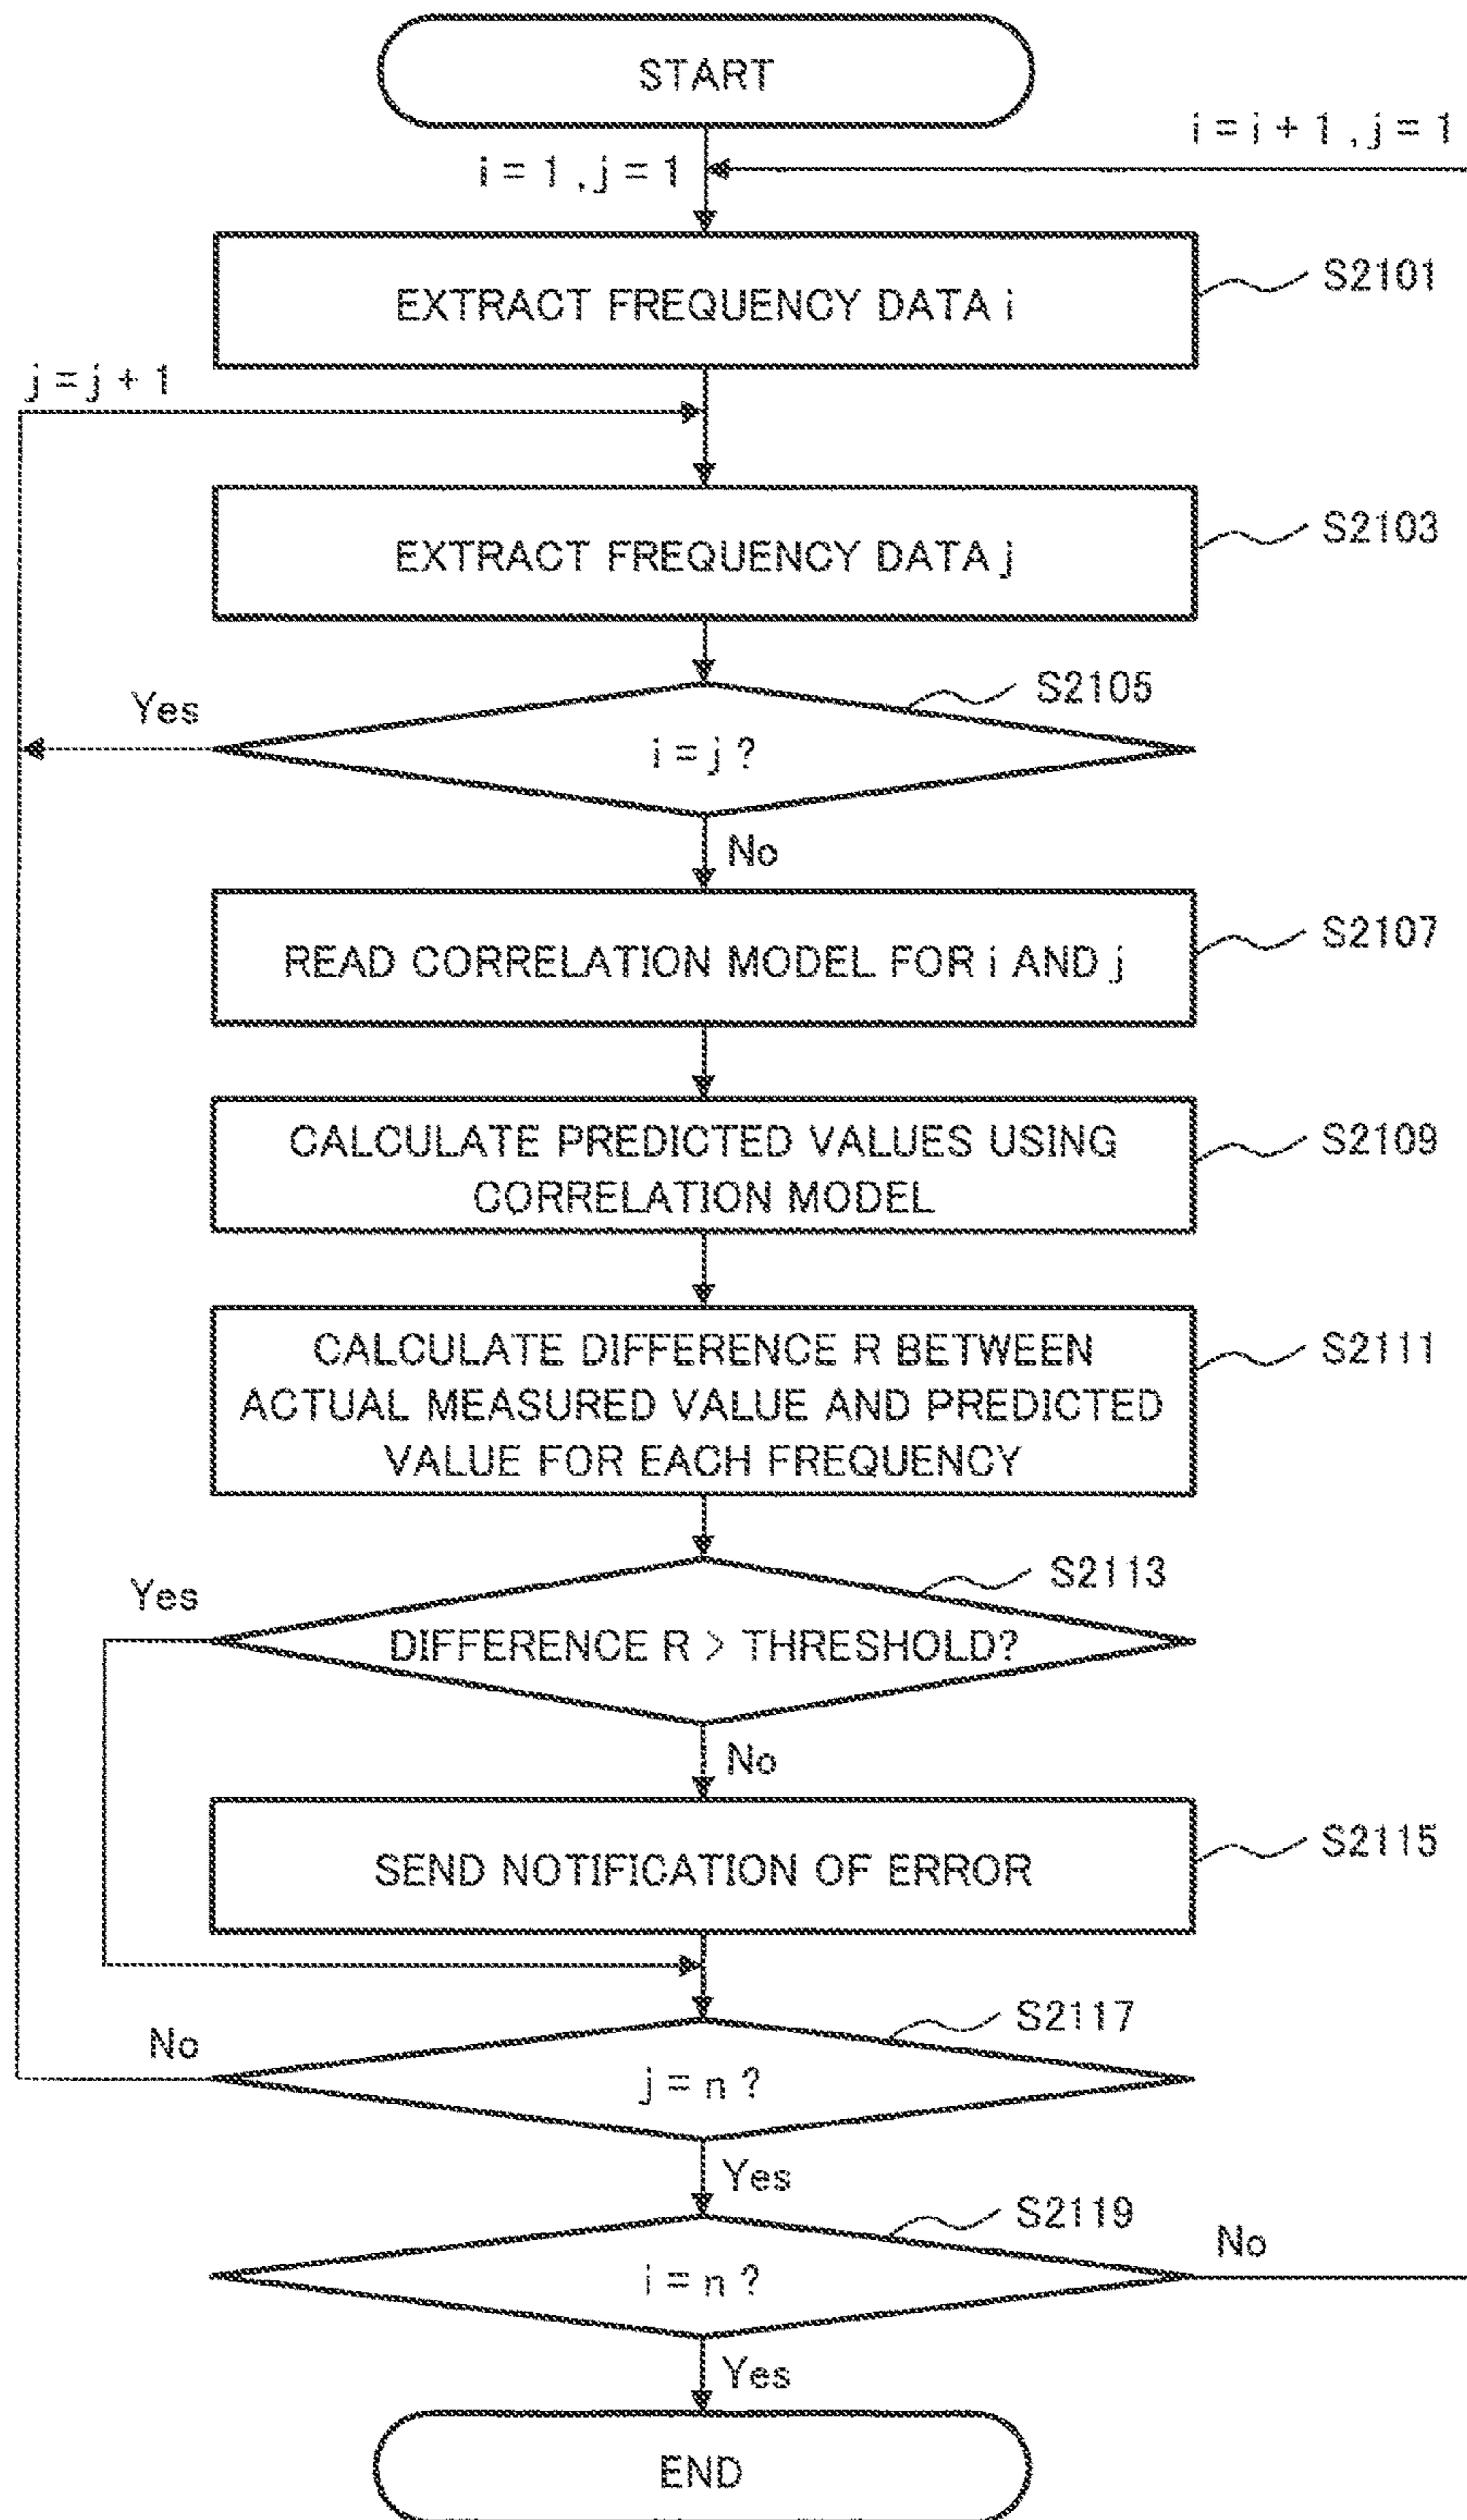 START
i = i + 1 , j = 1
i = 1 , j = 1
EXTRACT FREQUENCY DATA i
S2101
j = j + 1
EXTRACT FREQUENCY DATA j
S2103
S2105
Yes
i = j ?
No
READ CORRELATION MODEL FOR i AND j
S2107
CALCULATE PREDICTED VALUES USING
CORRELATION MODEL
S2109
CALCULATE DIFFERENCE R BETWEEN
ACTUAL MEASURED VALUE AND PREDICTED
VALUE FOR EACH FREQUENCY
S2111
S2113
Yes
DIFFERENCE R > THRESHOLD?
No
SEND NOTIFICATION OF ERROR
S2115
S2117
No
j = n ?
Yes
S2119
No
i = n ?
Yes
END